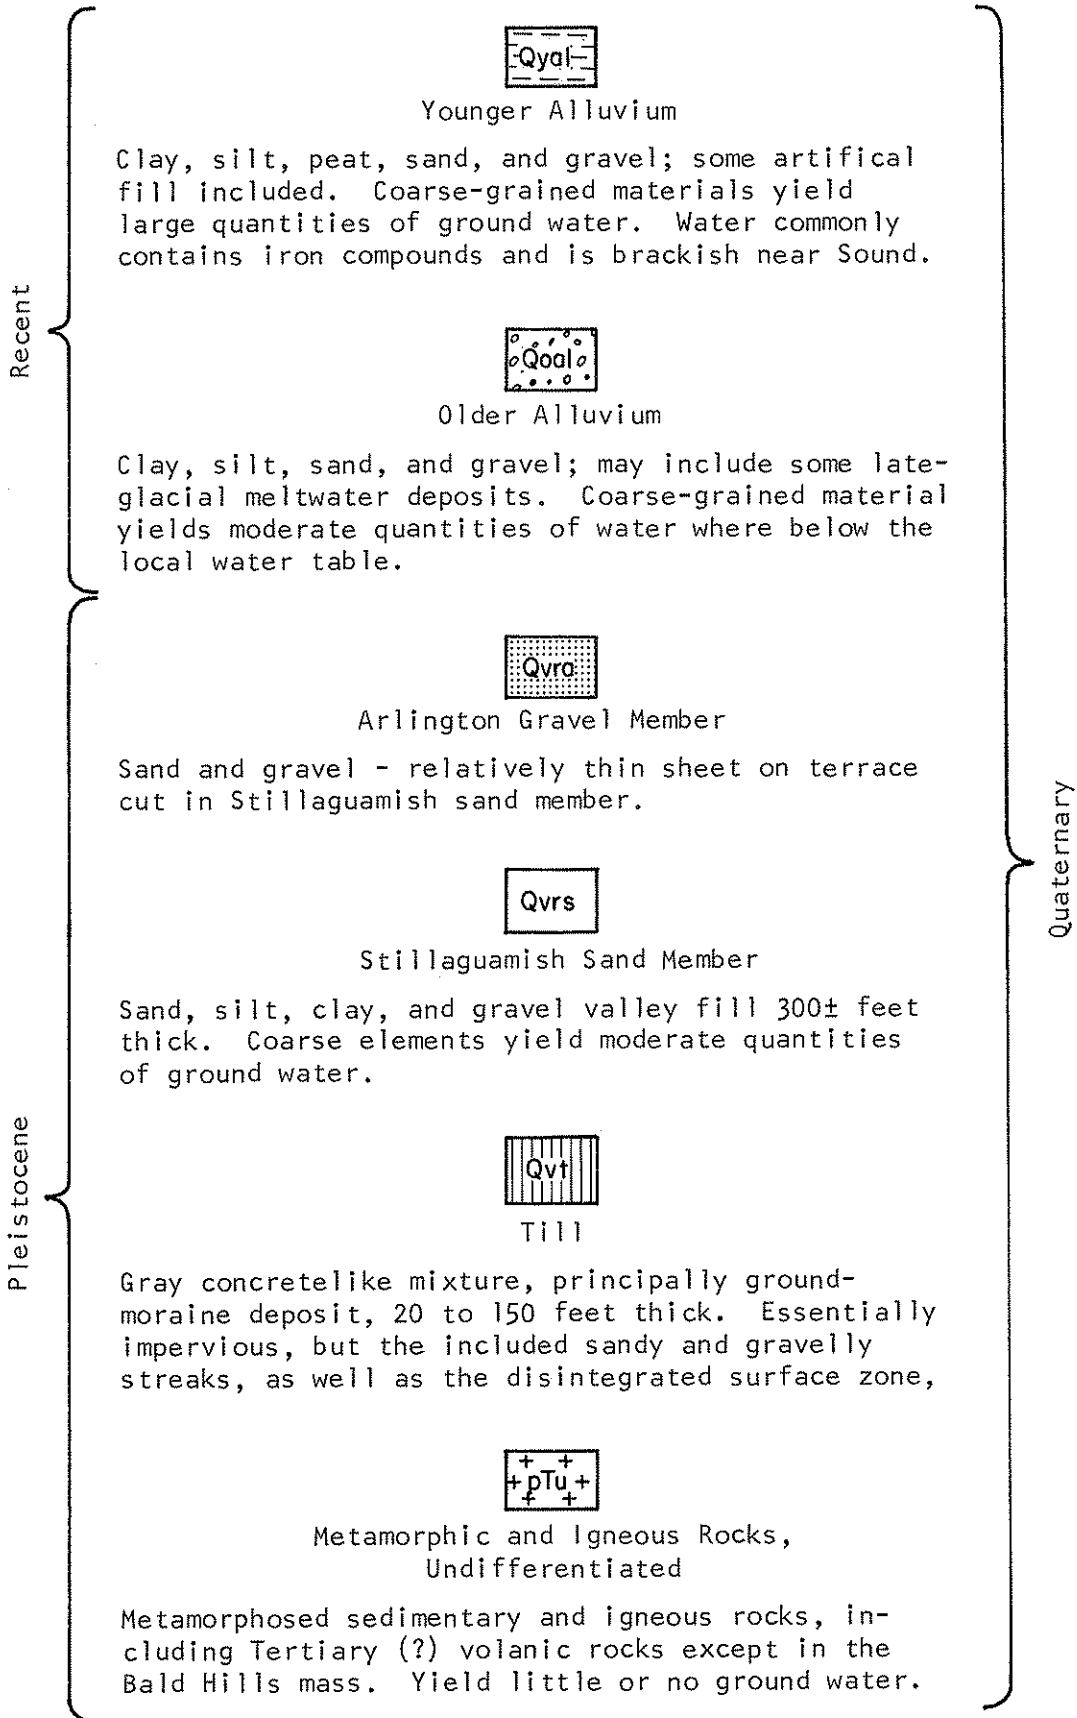 Qyal
Younger Alluvium
Clay, silt, peat, sand, and gravel; some artifical
fill included. Coarse-grained materials yield
large quantities of ground water. Water commonly
contains iron compounds and is brackish near Sound.
Recent
Qoal
Older Alluvium
Clay, silt, sand, and gravel; may include some late-
glacial meltwater deposits. Coarse-grained material
yields moderate quantities of water where below the
local water table.
Qvra
Arlington Gravel Member
Sand and gravel - relatively thin sheet on terrace
cut in Stillaguamish sand member.
Quaternary
Qvrs
Stillaguamish Sand Member
Sand, silt, clay, and gravel valley fill 300± feet
thick. Coarse elements yield moderate quantities
of ground water.
Pleistocene
Qvt
Till
Gray concretelike mixture, principally ground-
moraine deposit, 20 to 150 feet thick. Essentially
impervious, but the included sandy and gravelly
streaks, as well as the disintegrated surface zone,
pTu
Metamorphic and Igneous Rocks,
Undifferentiated
Metamorphosed sedimentary and igneous rocks, in-
cluding Tertiary (?) volanic rocks except in the
Bald Hills mass. Yield little or no ground water.